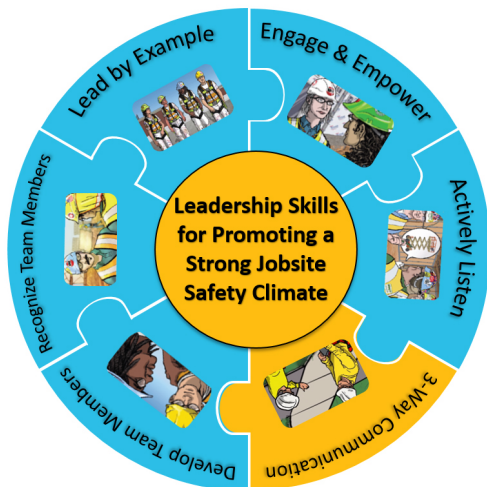 Leadership Skills
for Promoting a
Strong Jobsite
Safety Climate
Lead by Example
Engage & Empower
Actively Listen
3-Way Communication
Develop Team Members
Recognize Team Members